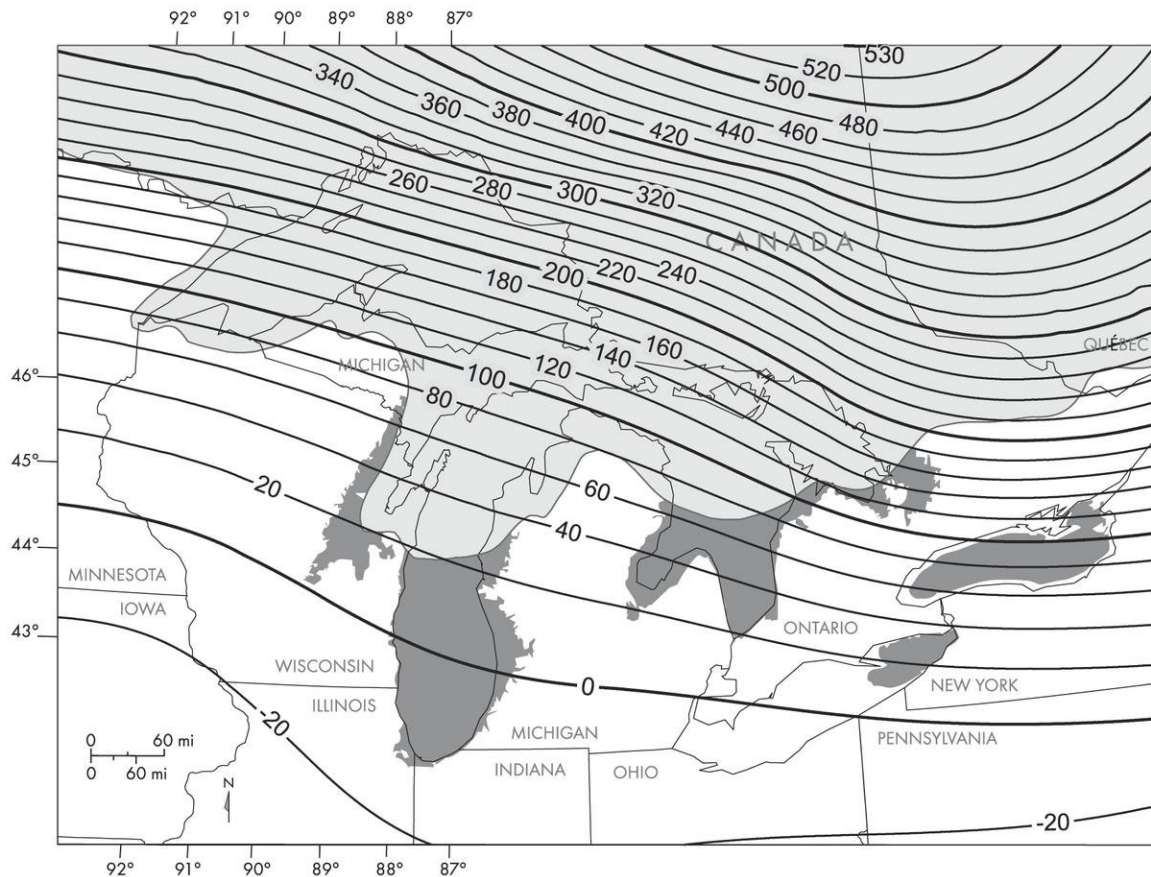 92° 91° 90° 89° 88° 87°
530
520
500
340
480
360
380
400
420
440
460
260
280
300
320
CANADA
180
200
220
240
QUÉBEC
160
140
120
100
80
MICHIGAN
46°
45°
20
60
40
44°
MINNESOTA
IOWA
43°
ONTARIO
WISCONSIN
0
NEW YORK
ILLINOIS
-20
MICHIGAN
PENNSYLVANIA
0 60 mi
0 60 mi
INDIANA
OHIO
N
-20
92° 91° 90° 89° 88° 87°